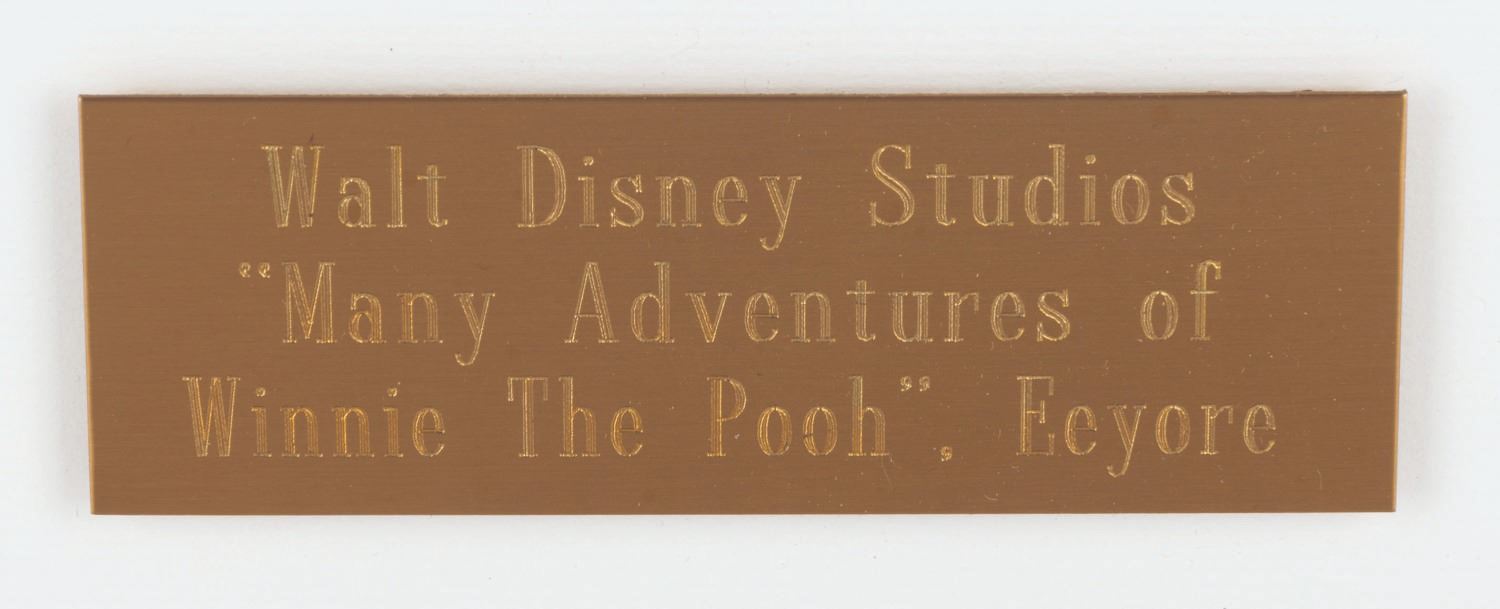 Walt Disney Studios
“Many Adventures of
Winnie The Pooh”, Eeyore